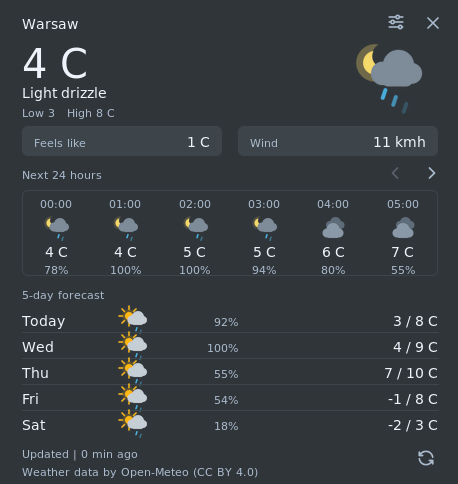 Warsaw
4 C
Light drizzle
Low 3 High 8 C
Feels like 1 C Wind 11 kmh
Next 24 hours
00:00 01:00 02:00 03:00 04:00 05:00
4 C 4 C 5 C 5 C 6 C 7 C
78% 100% 100% 94% 80% 55%
5-day forecast
Today 92% 3 / 8 C
Wed 100% 4 / 9 C
Thu 55% 7 / 10 C
Fri 54% -1 / 8 C
Sat 18% -2 / 3 C
Updated | 0 min ago
Weather data by Open-Meteo (CC BY 4.0)